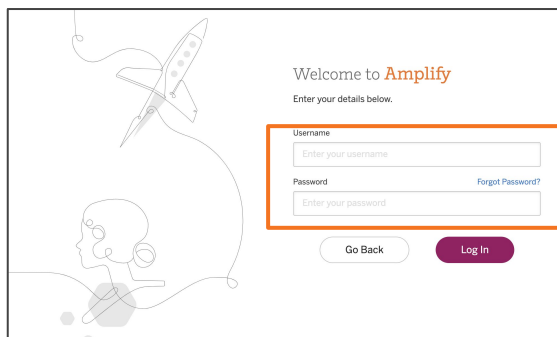 Welcome to Amplify
Enter your details below.
Username
Enter your username
Password Forgot Password?
Enter your password
Go Back Log In